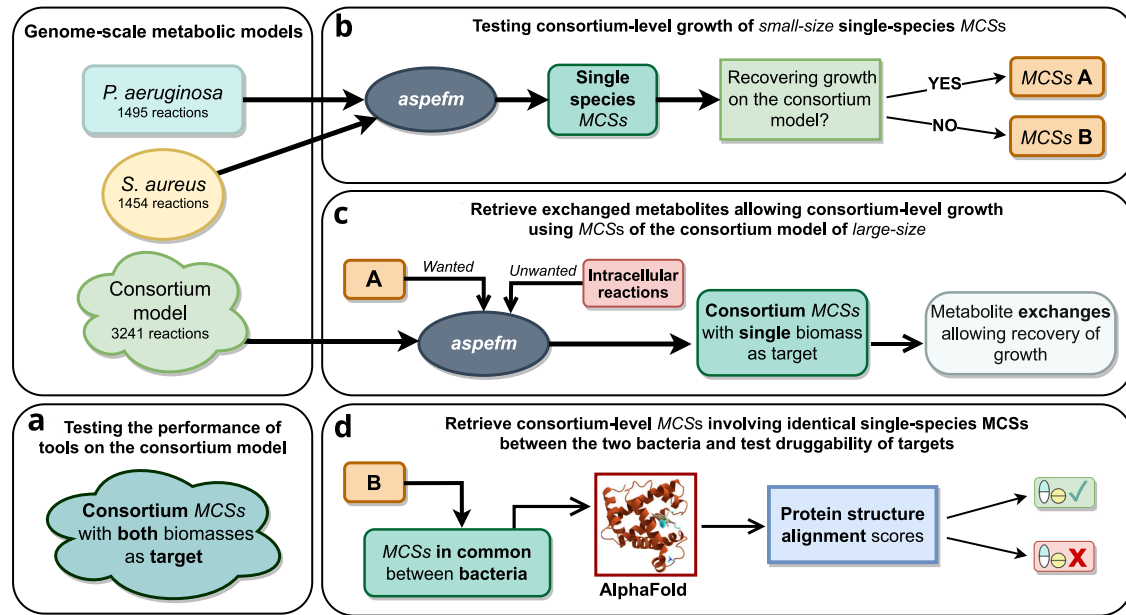 Genome-scale metabolic models
P. aeruginosa
1495 reactions
S. aureus
1454 reactions
Consortium
model
3241 reactions
a
Testing the performance of
tools on the consortium model
Consortium MCSs
with both biomasses
as target
b
Testing consortium-level growth of small-size single-species MCSs
aspefm
Single
species
MCSs
Recovering growth
on the consortium
model?
YES
NO
MCSs A
MCSs B
c
Retrieve exchanged metabolites allowing consortium-level growth
using MCSs of the consortium model of large-size
A
Wanted
Unwanted
Intracellular
reactions
aspefm
Consortium MCSs
with single biomass
as target
Metabolite exchanges
allowing recovery of
growth
d
Retrieve consortium-level MCSs involving identical single-species MCSs
between the two bacteria and test druggability of targets
B
MCSs in common
between bacteria
AlphaFold
Protein structure
alignment scores